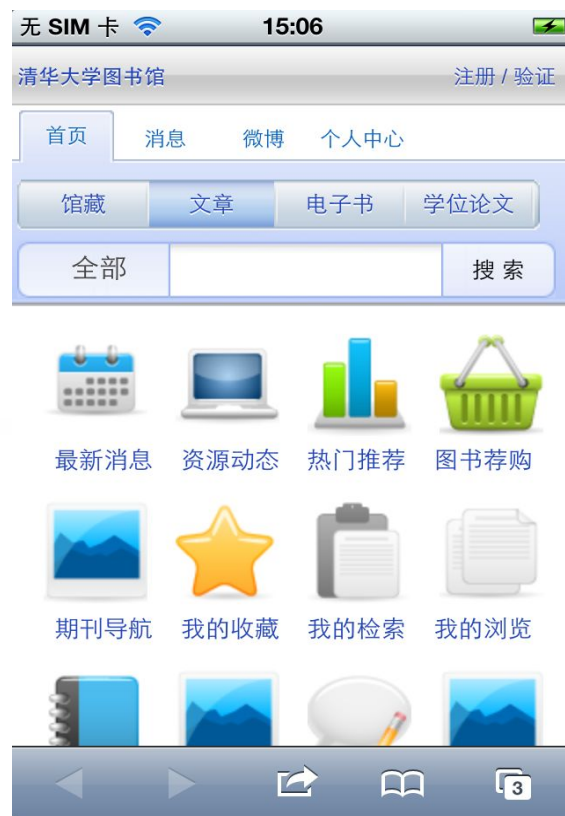 无 SIM 卡 15:06
清华大学图书馆 注册 / 验证
首页 消息 微博 个人中心
馆藏 文章 电子书 学位论文
全部 搜 索
最新消息 资源动态 热门推荐 图书荐购
期刊导航 我的收藏 我的检索 我的浏览
3